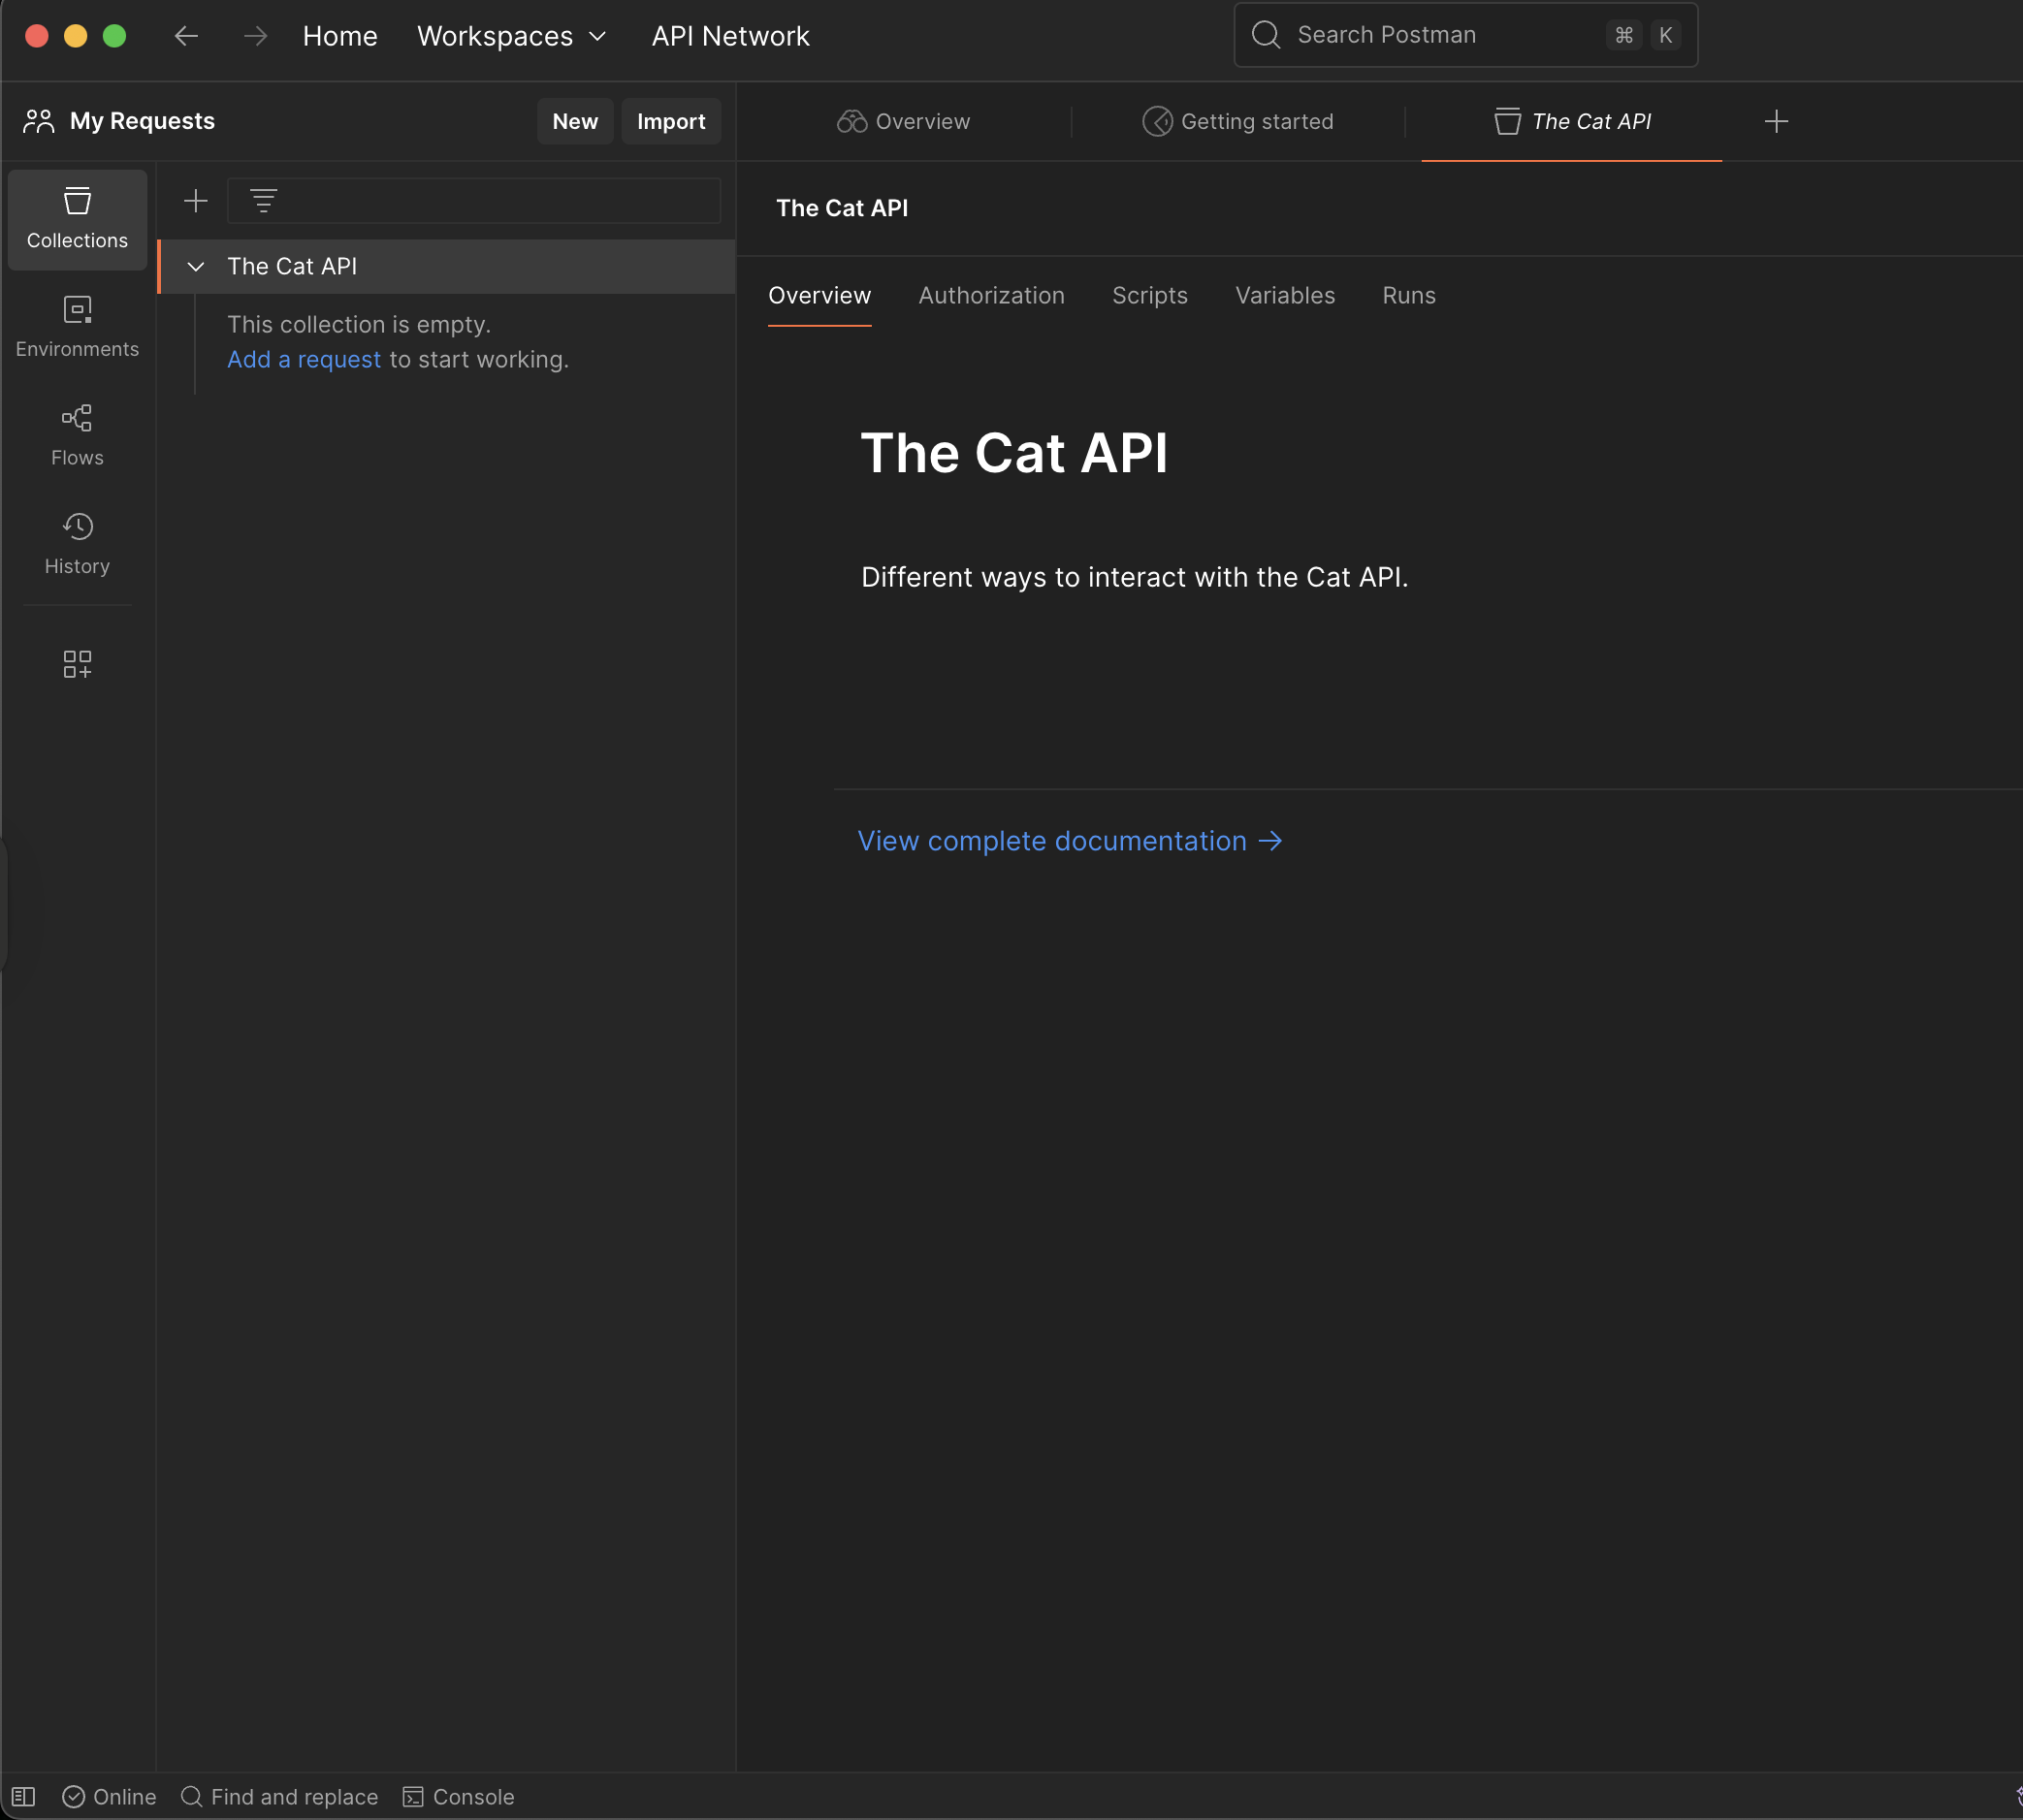 Home Workspaces API Network Search Postman ⌘ K
My Requests New Import Overview Getting started The Cat API
Collections
Environments
Flows
History
The Cat API
This collection is empty.
Add a request to start working.
The Cat API
Overview Authorization Scripts Variables Runs
The Cat API
Different ways to interact with the Cat API.
View complete documentation →
Online Find and replace Console